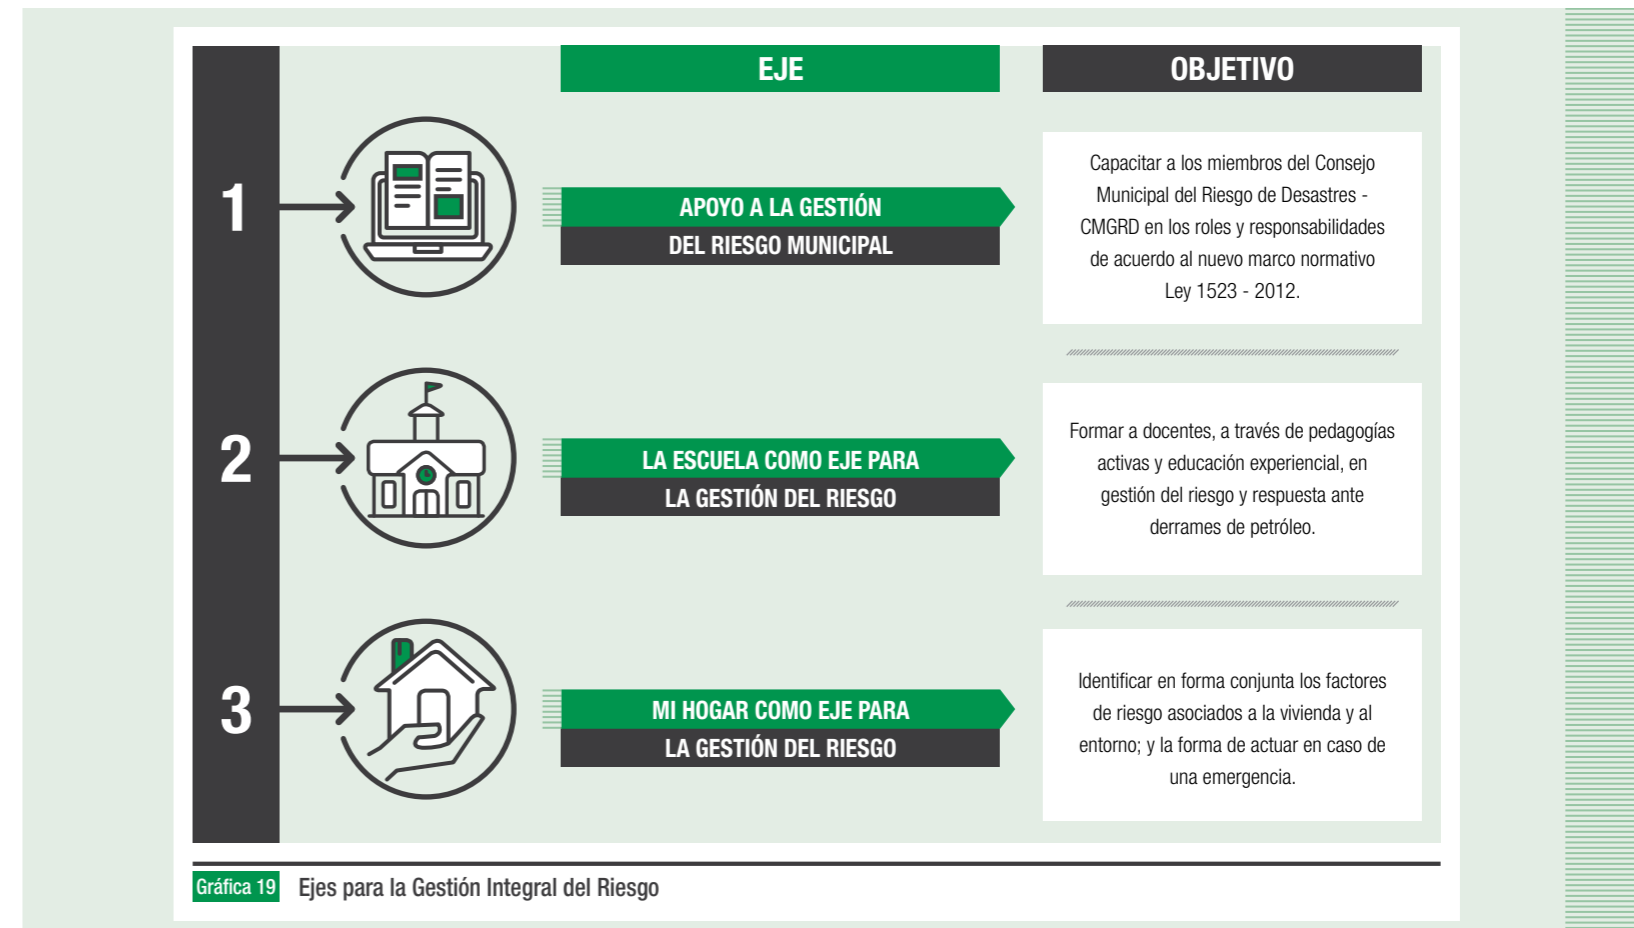 EJE
OBJETIVO
1
APOYO A LA GESTIÓN
DEL RIESGO MUNICIPAL
Capacitar a los miembros del Consejo
Municipal del Riesgo de Desastres -
CMGRD en los roles y responsabilidades
de acuerdo al nuevo marco normativo
Ley 1523 - 2012.
2
LA ESCUELA COMO EJE PARA
LA GESTIÓN DEL RIESGO
Formar a docentes, a través de pedagogías
activas y educación experiencial, en
gestión del riesgo y respuesta ante
derrames de petróleo.
3
MI HOGAR COMO EJE PARA
LA GESTIÓN DEL RIESGO
Identificar en forma conjunta los factores
de riesgo asociados a la vivienda y al
entorno; y la forma de actuar en caso de
una emergencia.
Gráfica 19 Ejes para la Gestión Integral del Riesgo